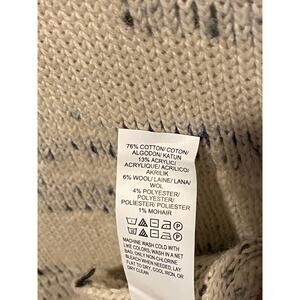 76% COTTON/ COTON/
ALGODON/ KATUN
13% ACRYLIC/
ACRYLIQUE/ ACRILICO/
AKRILIK
6% WOOL/ LAINE/ LANA/
WOL
4% POLYESTER/
POLYESTER/
POLIESTER/ POLIESTER
1% MOHAIR
MACHINE WASH COLD WITH
LIKE COLORS, WASH IN A NET
BAG, ONLY NON-CHLORINE
BLEACH WHEN NEEDED, LAY
FLAT TO DRY, COOL IRON, OR
DRY CLEAN